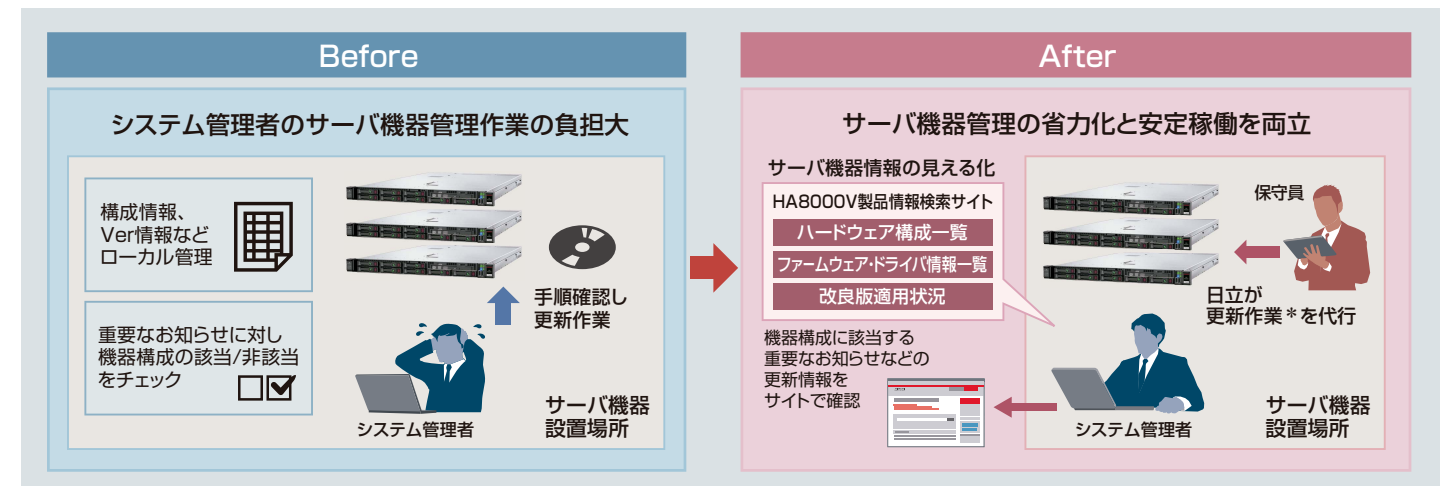 Before
システム管理者のサーバ機器管理作業の負担大
構成情報、
Ver情報など
ローカル管理
重要なお知らせに対し
機器構成の該当/非該当
をチェック
手順確認し
更新作業
システム管理者
サーバ機器
設置場所
After
サーバ機器管理の省力化と安定稼働を両立
サーバ機器情報の見える化
HA8000V製品情報検索サイト
ハードウェア構成一覧
ファームウェア・ドライバ情報一覧
改良版適用状況
機器構成に該当する
重要なお知らせなどの
更新情報を
サイトで確認
保守員
日立が
更新作業*を代行
システム管理者
サーバ機器
設置場所